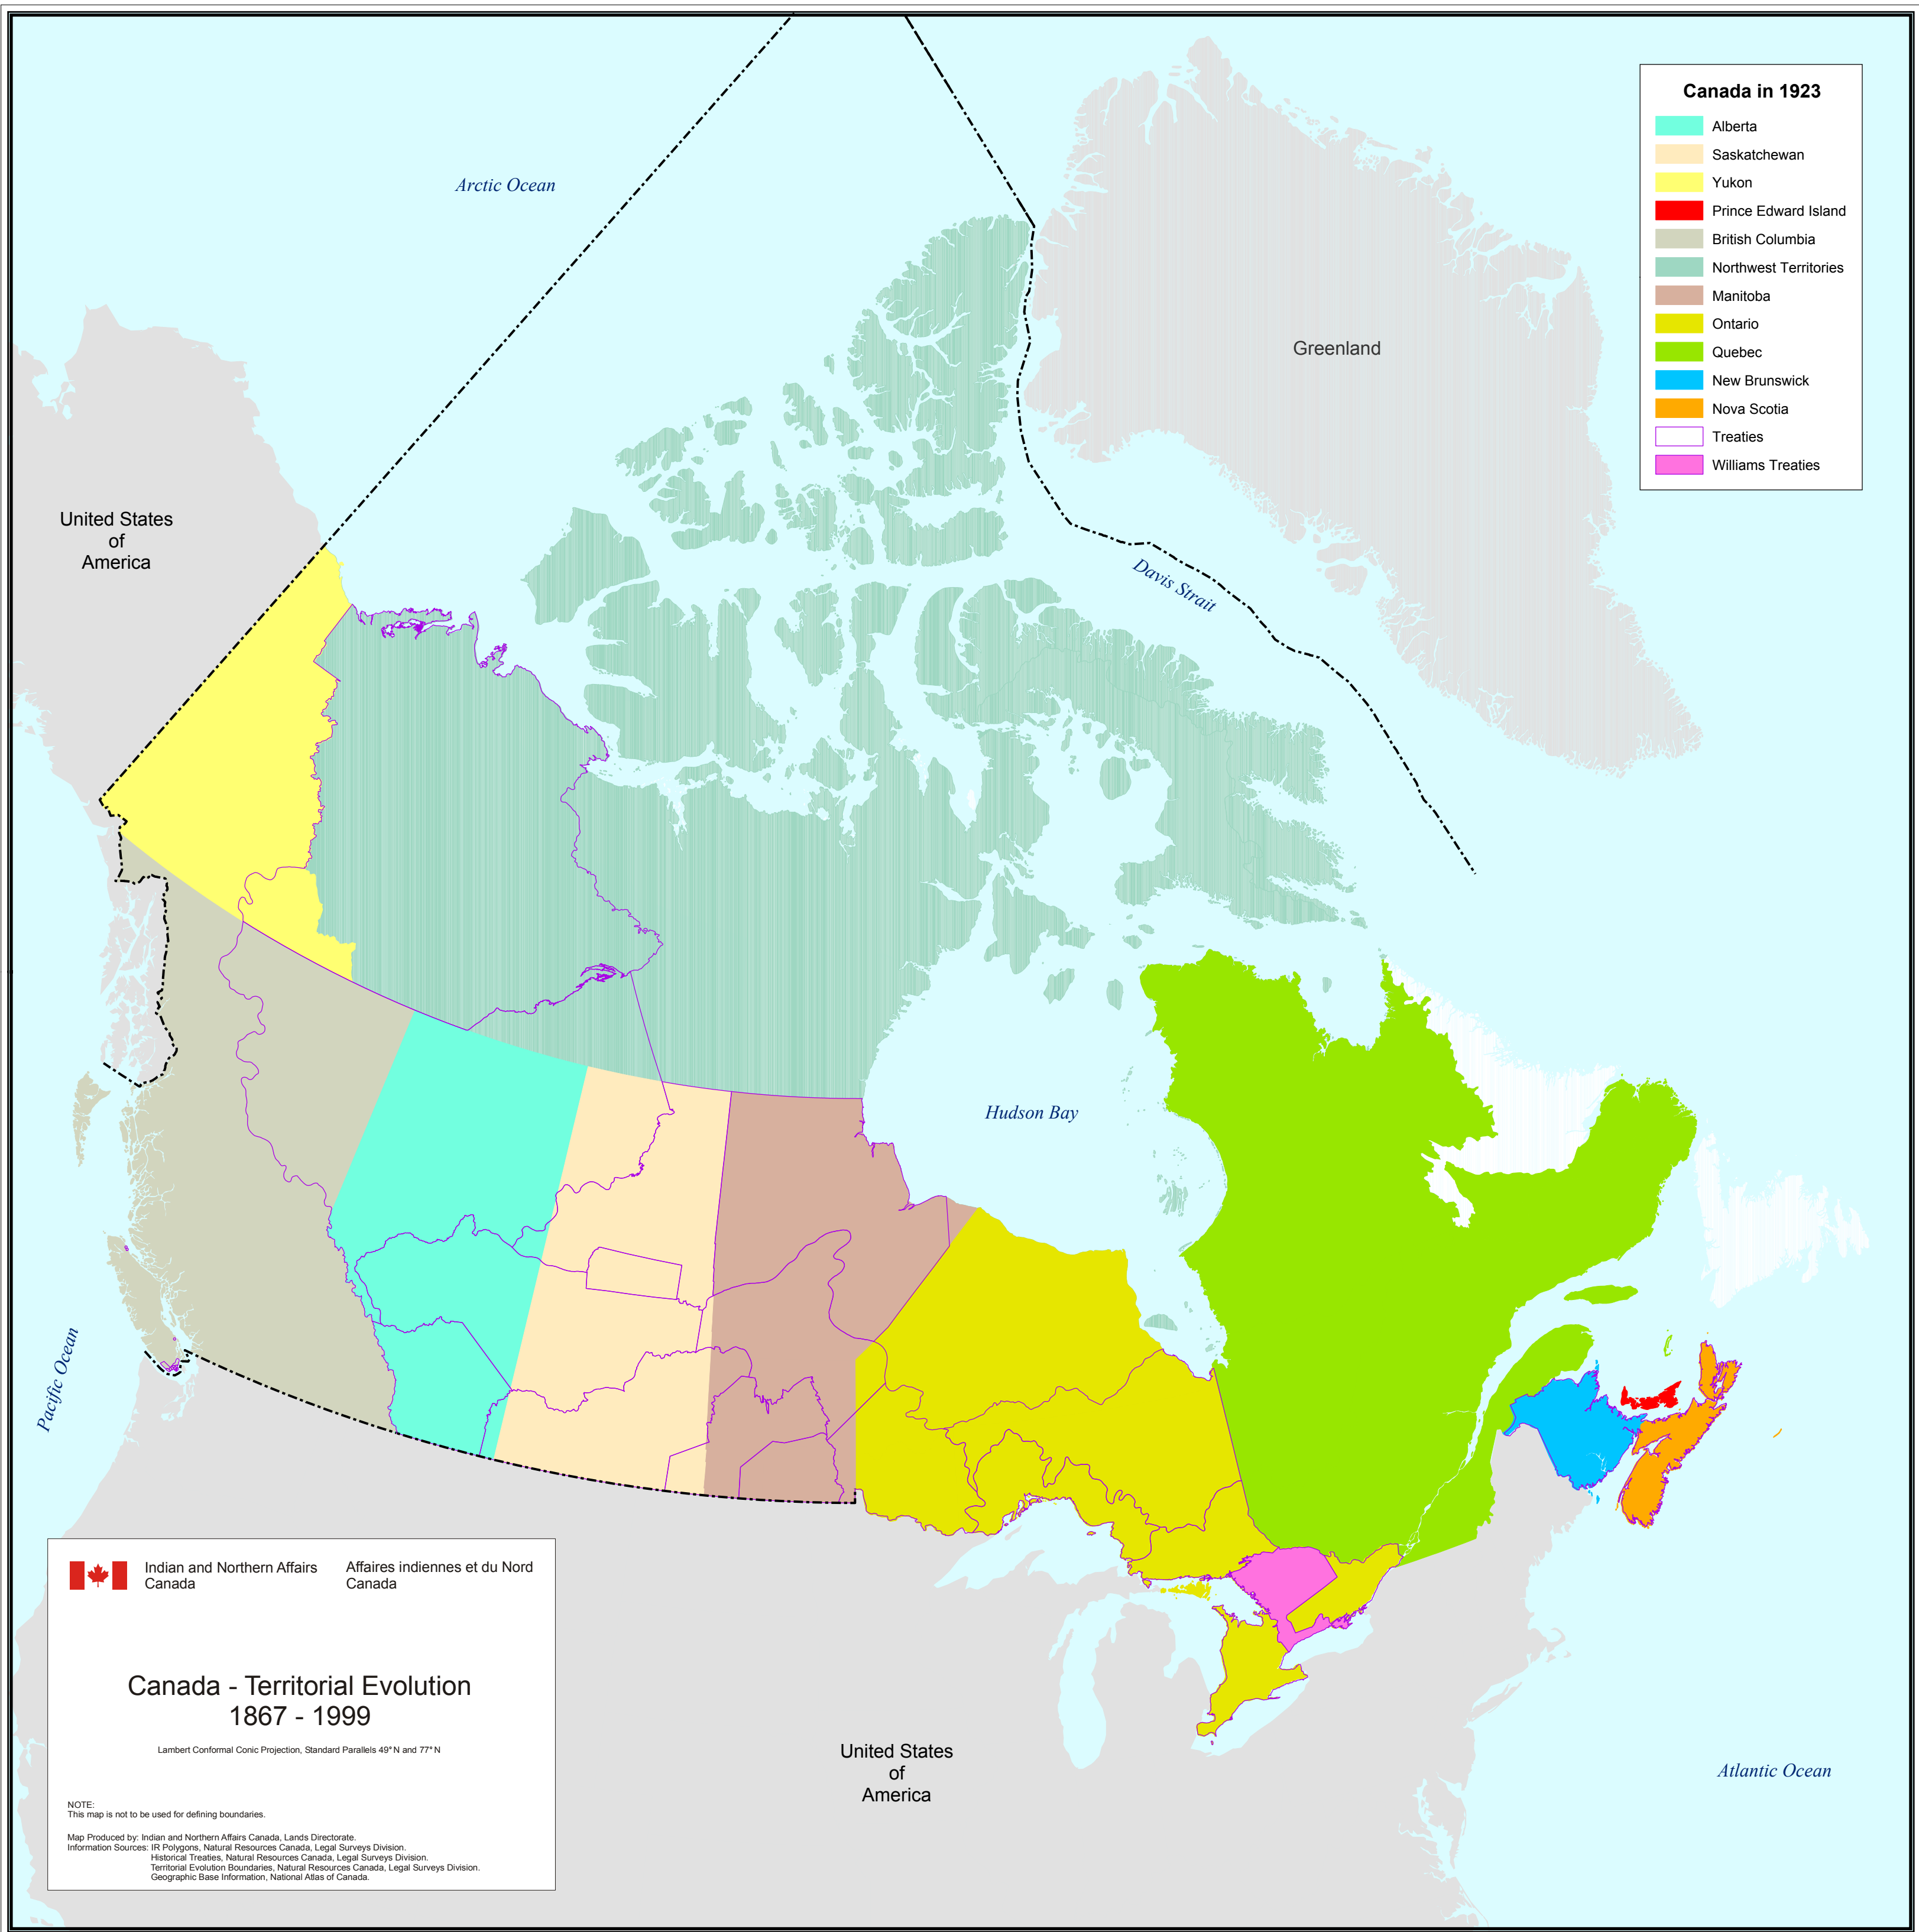 Canada in 1923
Alberta
Saskatchewan
Yukon
Prince Edward Island
British Columbia
Northwest Territories
Manitoba
Ontario
Quebec
New Brunswick
Nova Scotia
Treaties
Williams Treaties
Arctic Ocean
Greenland
United States
of
America
Davis Strait
Hudson Bay
Pacific Ocean
Indian and Northern Affairs
Canada
Affaires indiennes et du Nord
Canada
Canada - Territorial Evolution
1867 - 1999
Lambert Conformal Conic Projection, Standard Parallels 49° N and 77° N
NOTE:
This map is not to be used for defining boundaries.
Map Produced by: Indian and Northern Affairs Canada, Lands Directorate.
Information Sources: IR Polygons, Natural Resources Canada, Legal Surveys Division.
Historical Treaties, Natural Resources Canada, Legal Surveys Division.
Territorial Evolution Boundaries, Natural Resources Canada, Legal Surveys Division.
Geographic Base Information, National Atlas of Canada.
United States
of
America
Atlantic Ocean